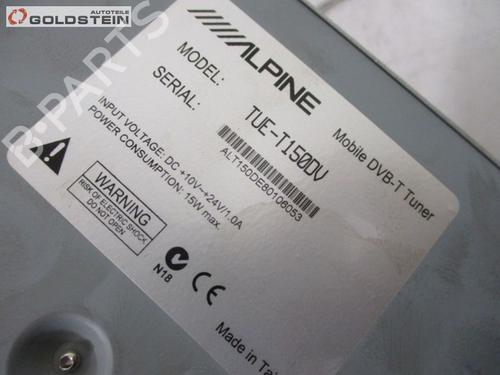 Autoteile
GOLDSTEIN
B-PARTS
ALPINE
MODEL: TUE-T150DV
Mobile DVB-T Tuner
SERIAL:
ALT150DE80106053
INPUT VOLTAGE: DC +10V~+24V/1.0A
POWER CONSUMPTION: 15W max.
WARNING
RISK OF ELECTRIC SHOCK
DO NOT OPEN
N18
CE
Made in